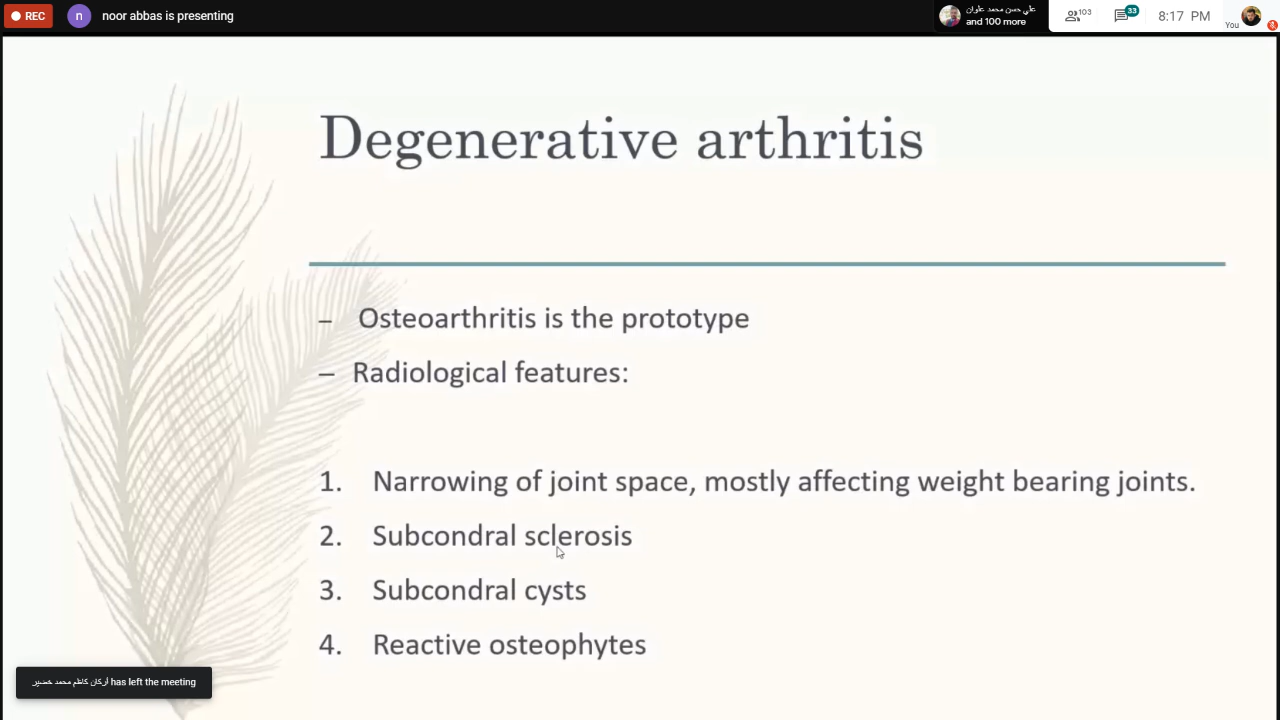 REC
n
noor abbas is presenting
علي حسن محمد علوان
and 100 more
103
33
8:17 PM
You
Degenerative arthritis
– Osteoarthritis is the prototype
– Radiological features:
1. Narrowing of joint space, mostly affecting weight bearing joints.
2. Subcondral sclerosis
3. Subcondral cysts
4. Reactive osteophytes
أركان كاظم محمد خضير has left the meeting